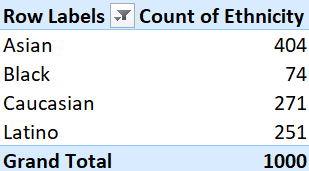 Row Labels Count of Ethnicity
Asian 404
Black 74
Caucasian 271
Latino 251
Grand Total 1000